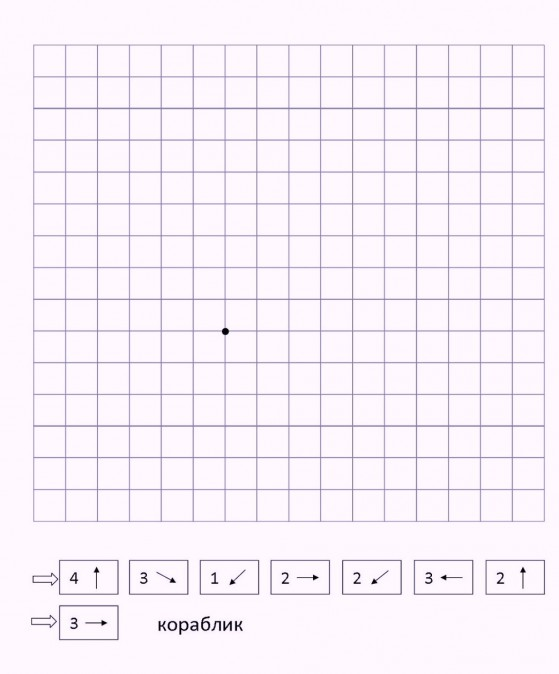 4 ↑ 3 ↘ 1 ↙ 2 → 2 ↙ 3 ← 2 ↑
3 → кораблик